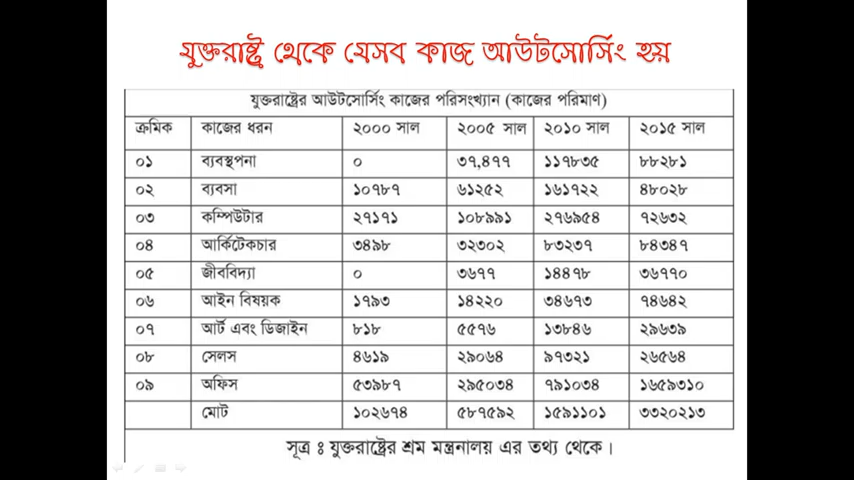 যুক্তরাষ্ট্র থেকে যেসব কাজ আউটসোর্সিং হয়
যুক্তরাষ্ট্রের আউটসোর্সিং কাজের পরিসংখ্যান (কাজের পরিমাণ)
ক্রমিক কাজের ধরন ২০০০ সাল ২০০৫ সাল ২০১০ সাল ২০১৫ সাল
০১ ব্যবস্থপনা ০ ৩৭,৪৭৭ ১১৭৮৩৫ ৮৮২৮১
০২ ব্যবসা ১০৭৮৭ ৬১২৫২ ১৬১৭২২ ৪৮০২৮
০৩ কম্পিউটার ২৭১৭১ ১০৮৯৯১ ২৭৬৯৫৪ ৭২৬৩২
০৪ আর্কিটেকচার ৩৪৯৮ ৩২৩০২ ৮৩২৩৭ ৮৪৩৪৭
০৫ জীববিদ্যা ০ ৩৬৭৭ ১৪৪৭৮ ৩৬৭৭০
০৬ আইন বিষয়ক ১৭৯৩ ১৪২২০ ৩৪৬৭৩ ৭৪৬৪২
০৭ আর্ট এবং ডিজাইন ৮১৮ ৫৫৭৬ ১৩৮৪৬ ২৯৬৩৯
০৮ সেলস ৪৬১৯ ২৯০৬৪ ৯৭৩২১ ২৬৫৬৪
০৯ অফিস ৫৩৯৮৭ ২৯৫০৩৪ ৭৯১০৩৪ ১৬৫৯৩১০
মোট ১০২৬৭৪ ৫৮৭৫৯২ ১৫৯১১০১ ৩৩২০২১৩
সূত্র ঃ যুক্তরাষ্ট্রের শ্রম মন্ত্রনালয় এর তথ্য থেকে।